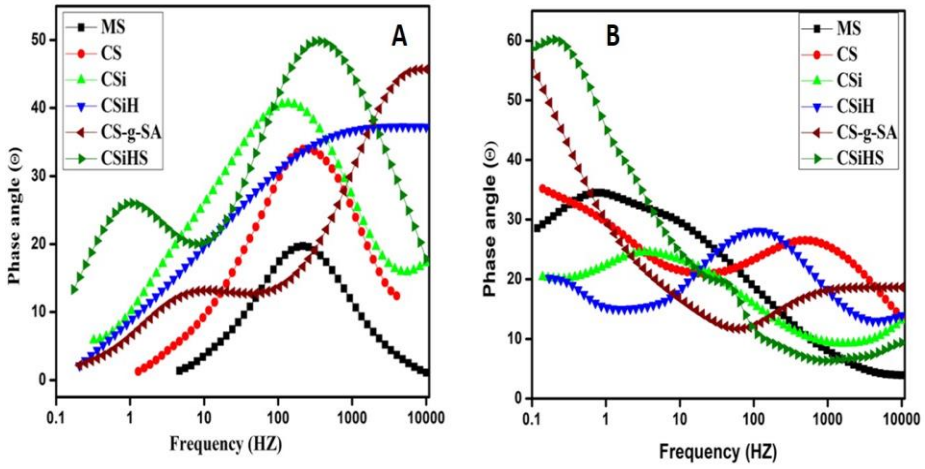 A
MS
CS
CSi
CSiH
CS-g-SA
CSiHS
Phase angle (Θ)
50
40
30
20
10
0
0.1 1 10 100 1000 10000
Frequency (HZ)
B
MS
CS
CSi
CSiH
CS-g-SA
CSiHS
Phase angle (Θ)
60
50
40
30
20
10
0
0.1 1 10 100 1000 10000
Frequency (HZ)